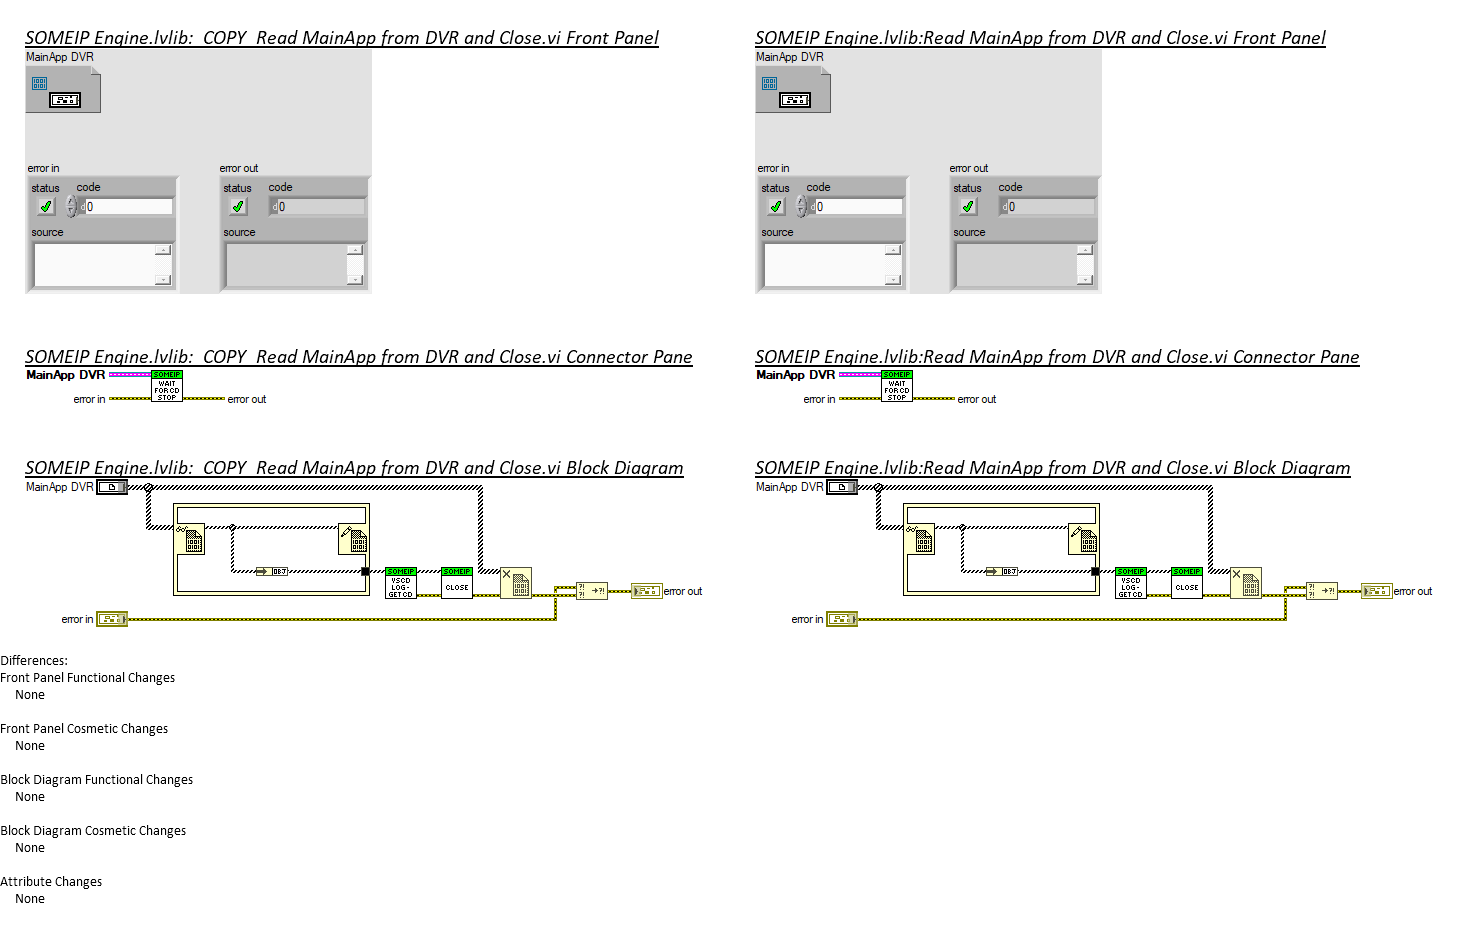 SOMEIP Engine.lvlib:  COPY  Read MainApp from DVR and Close.vi Front Panel
MainApp DVR
error in
error out
status
code
status
code
d 0
d 0
source
source
SOMEIP Engine.lvlib:Read MainApp from DVR and Close.vi Front Panel
MainApp DVR
error in
error out
status
code
status
code
d 0
d 0
source
source
SOMEIP Engine.lvlib:  COPY  Read MainApp from DVR and Close.vi Connector Pane
MainApp DVR
SOMEIP
WAIT
FOR CD
STOP
error in
error out
SOMEIP Engine.lvlib:Read MainApp from DVR and Close.vi Connector Pane
MainApp DVR
SOMEIP
WAIT
FOR CD
STOP
error in
error out
SOMEIP Engine.lvlib:  COPY  Read MainApp from DVR and Close.vi Block Diagram
MainApp DVR
OBJ
SOMEIP
VSCD
LOG-
GET CD
SOMEIP
CLOSE
?!
?!
→?!
error out
error in
SOMEIP Engine.lvlib:Read MainApp from DVR and Close.vi Block Diagram
MainApp DVR
OBJ
SOMEIP
VSCD
LOG-
GET CD
SOMEIP
CLOSE
?!
?!
→?!
error out
error in
Differences:
Front Panel Functional Changes
None
Front Panel Cosmetic Changes
None
Block Diagram Functional Changes
None
Block Diagram Cosmetic Changes
None
Attribute Changes
None